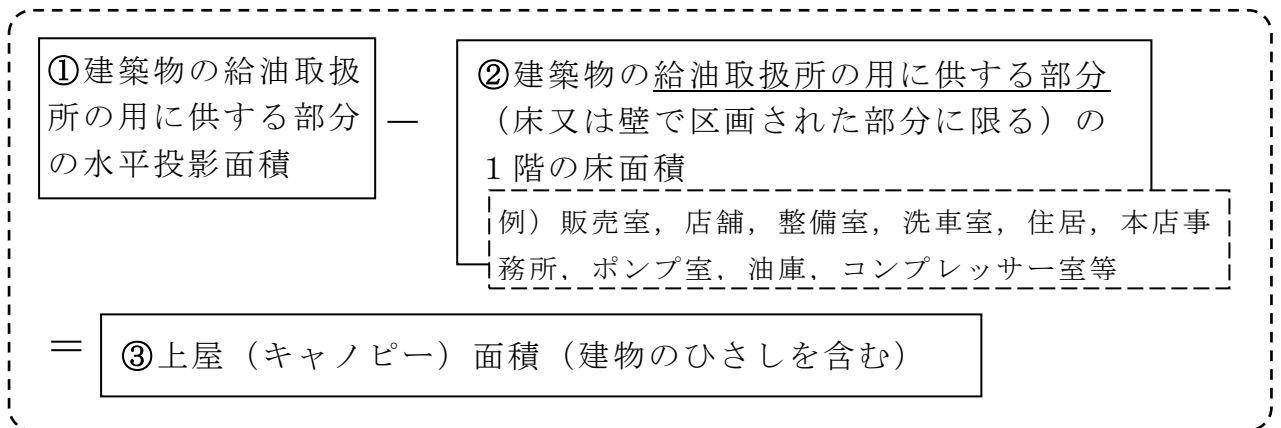 ①建築物の給油取扱
所の用に供する部分
の水平投影面積
－
②建築物の給油取扱所の用に供する部分
（床又は壁で区画された部分に限る）の
1階の床面積
例）販売室，店舗，整備室，洗車室，住居，本店事
務所，ポンプ室，油庫，コンプレッサー室等
＝
③上屋（キャノピー）面積（建物のひさしを含む）